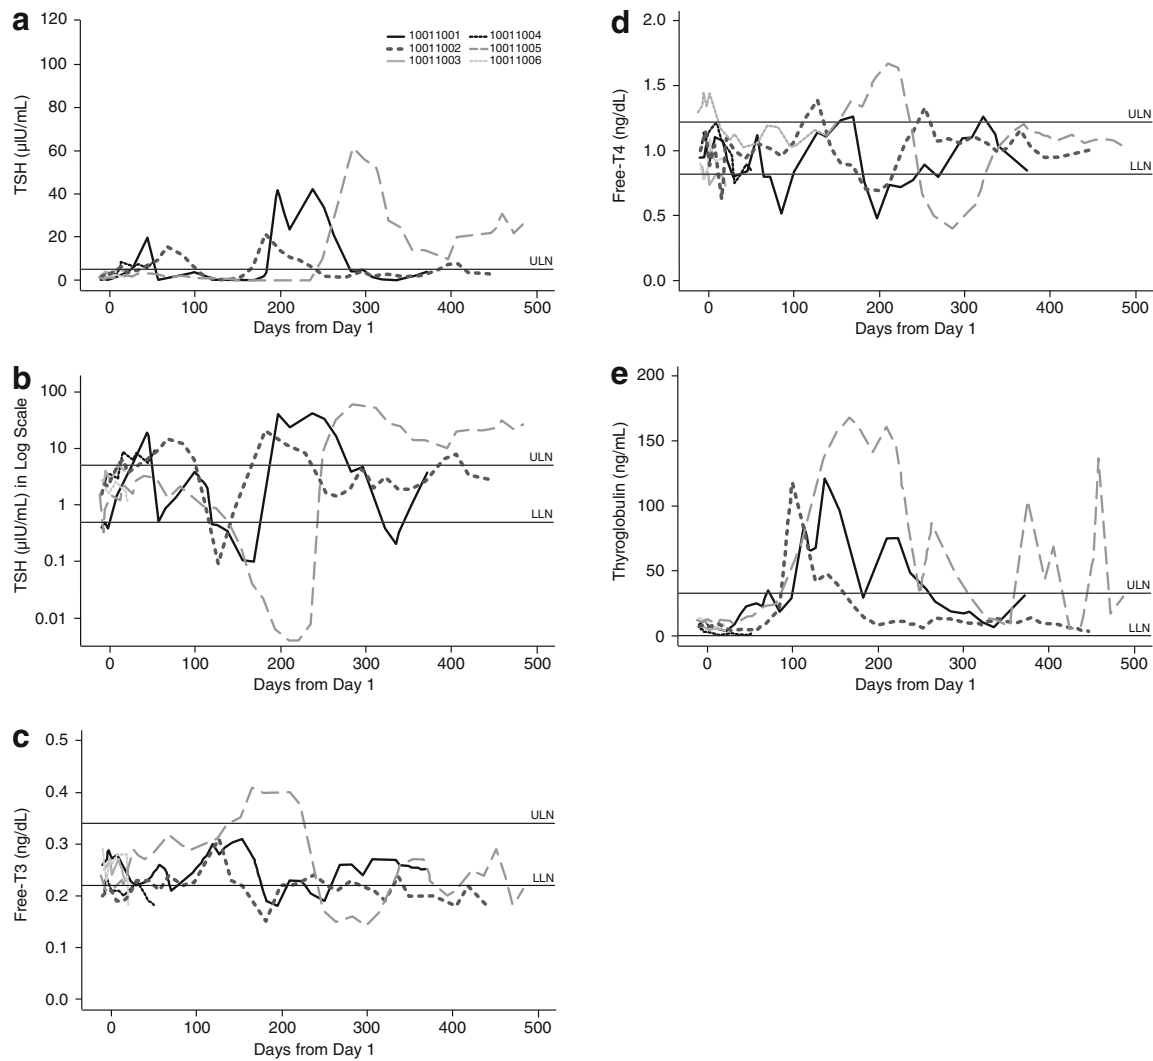 a
TSH (µIU/mL)
120
100
80
60
40
20
0
10011001
10011002
10011003
10011004
10011005
10011006
ULN
0 100 200 300 400 500
Days from Day 1
b
TSH (µIU/mL) in Log Scale
100
10
1
0.1
0.01
ULN
LLN
0 100 200 300 400 500
Days from Day 1
c
Free-T3 (ng/dL)
0.5
0.4
0.3
0.2
0.1
0.0
ULN
LLN
0 100 200 300 400 500
Days from Day 1
d
Free-T4 (ng/dL)
2.0
1.5
1.0
0.5
0.0
ULN
LLN
0 100 200 300 400 500
Days from Day 1
e
Thyroglobulin (ng/mL)
200
150
100
50
0
ULN
LLN
0 100 200 300 400 500
Days from Day 1